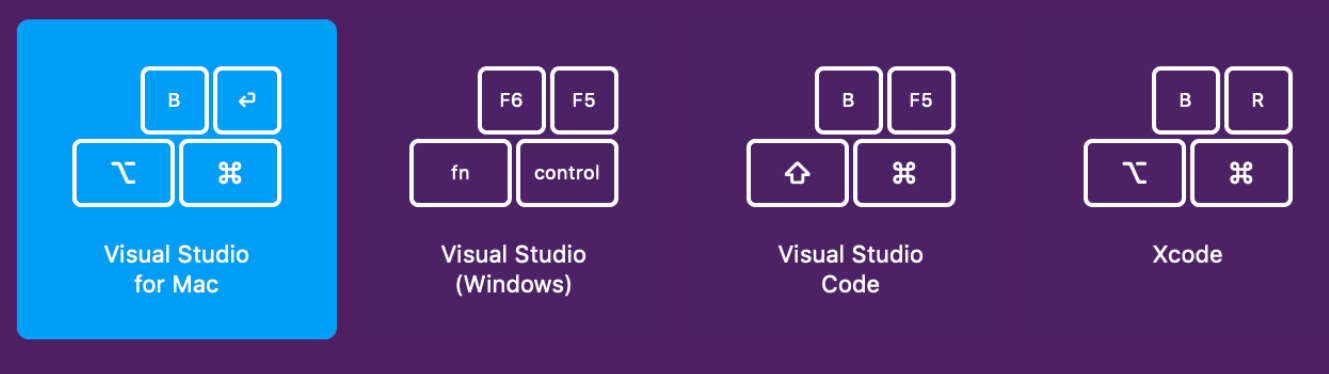 B ↩
⌥ ⌘
Visual Studio
for Mac
F6 F5
fn control
Visual Studio
(Windows)
B F5
⇧ ⌘
Visual Studio
Code
B R
⌥ ⌘
Xcode